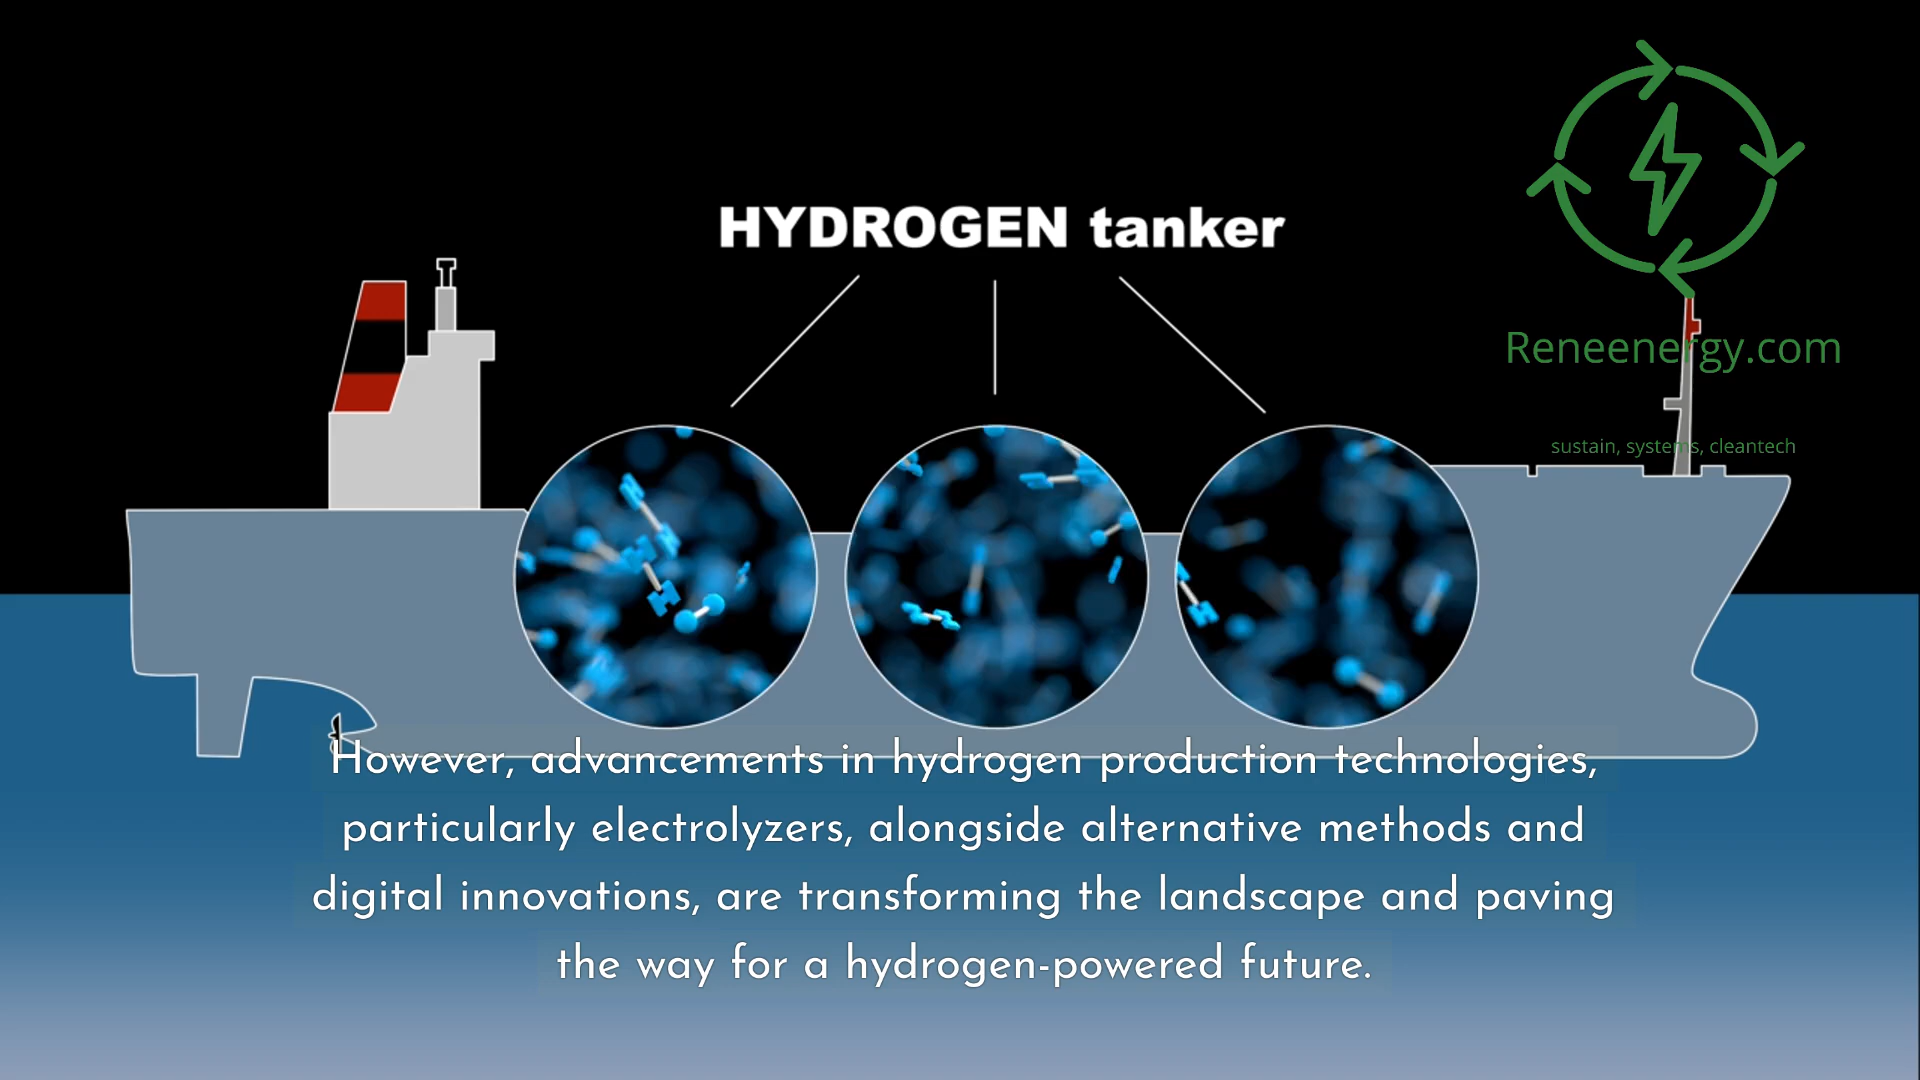 HYDROGEN tanker
Reneenergy.com
sustain, systems, cleantech
However, advancements in hydrogen production technologies,
particularly electrolyzers, alongside alternative methods and
digital innovations, are transforming the landscape and paving
the way for a hydrogen-powered future.